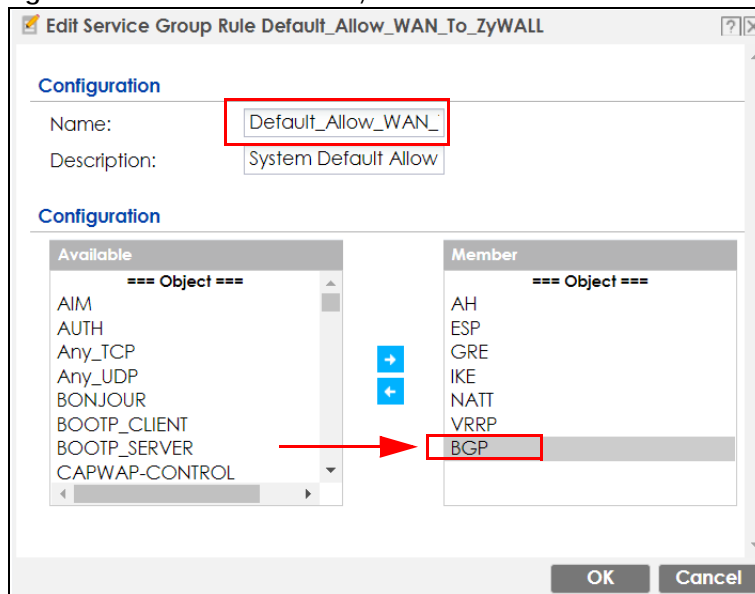 Edit Service Group Rule Default_Allow_WAN_To_ZyWALL
Configuration
Name: Default_Allow_WAN_
Description: System Default Allow
Configuration
Available
=== Object ===
AIM
AUTH
Any_TCP
Any_UDP
BONJOUR
BOOTP_CLIENT
BOOTP_SERVER
CAPWAP-CONTROL
Member
=== Object ===
AH
ESP
GRE
IKE
NATT
VRRP
BGP
OK Cancel